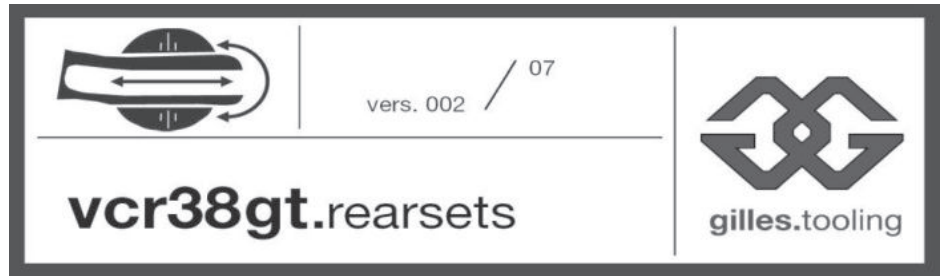 vers. 002 / 07
vcr38gt.rearsets
gilles.tooling